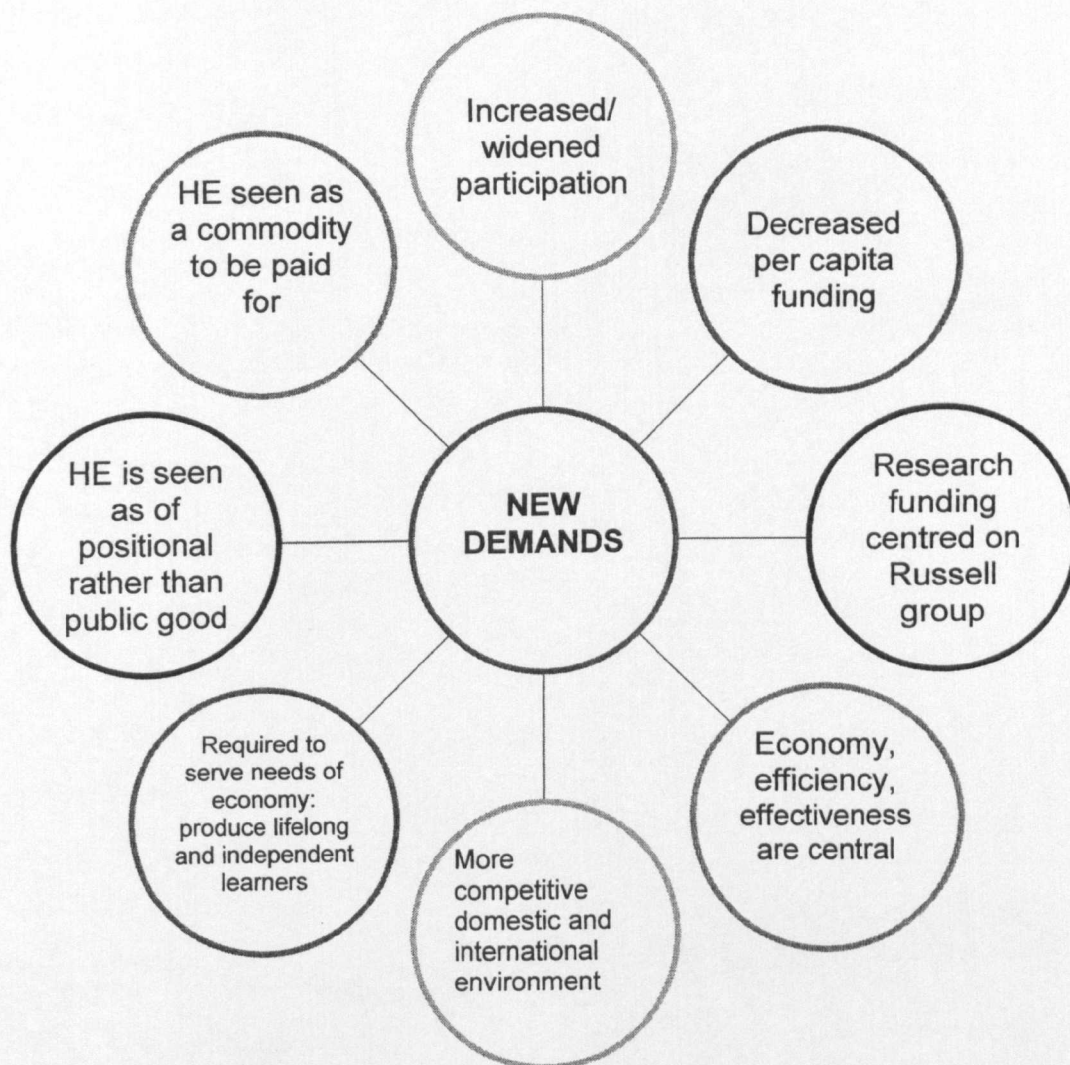 Increased/
widened
participation
Decreased
per capita
funding
Research
funding
centred on
Russell
group
Economy,
efficiency,
effectiveness
are central
More
competitive
domestic and
international
environment
Required to
serve needs of
economy:
produce lifelong
and independent
learners
HE is seen
as of
positional
rather than
public good
HE seen as
a commodity
to be paid
for
NEW
DEMANDS